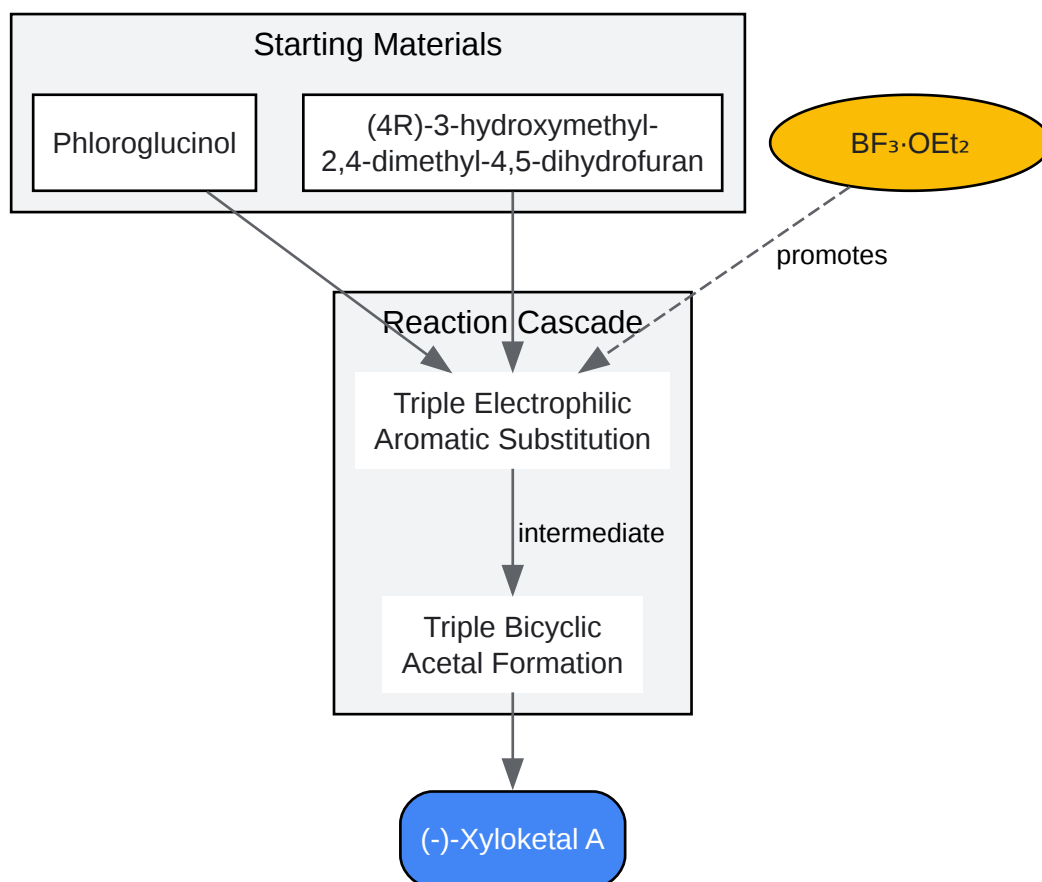 Starting Materials
Phloroglucinol
(4R)-3-hydroxymethyl-
2,4-dimethyl-4,5-dihydrofuran
BF₃·OEt₂
promotes
Reaction Cascade
Triple Electrophilic
Aromatic Substitution
intermediate
Triple Bicyclic
Acetal Formation
(-)-Xyloketal A